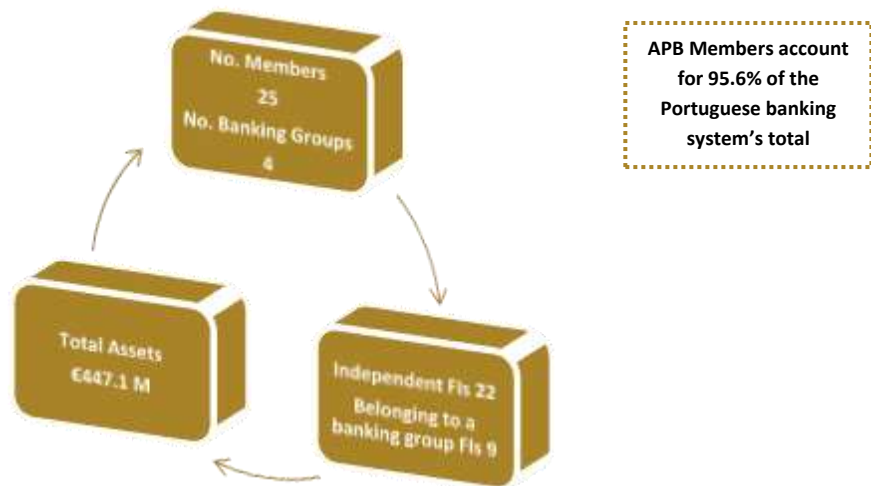 No. Members
25
No. Banking Groups
4
APB Members account
for 95.6% of the
Portuguese banking
system’s total
Total Assets
€447.1 M
Independent FIs 22
Belonging to a
banking group FIs 9